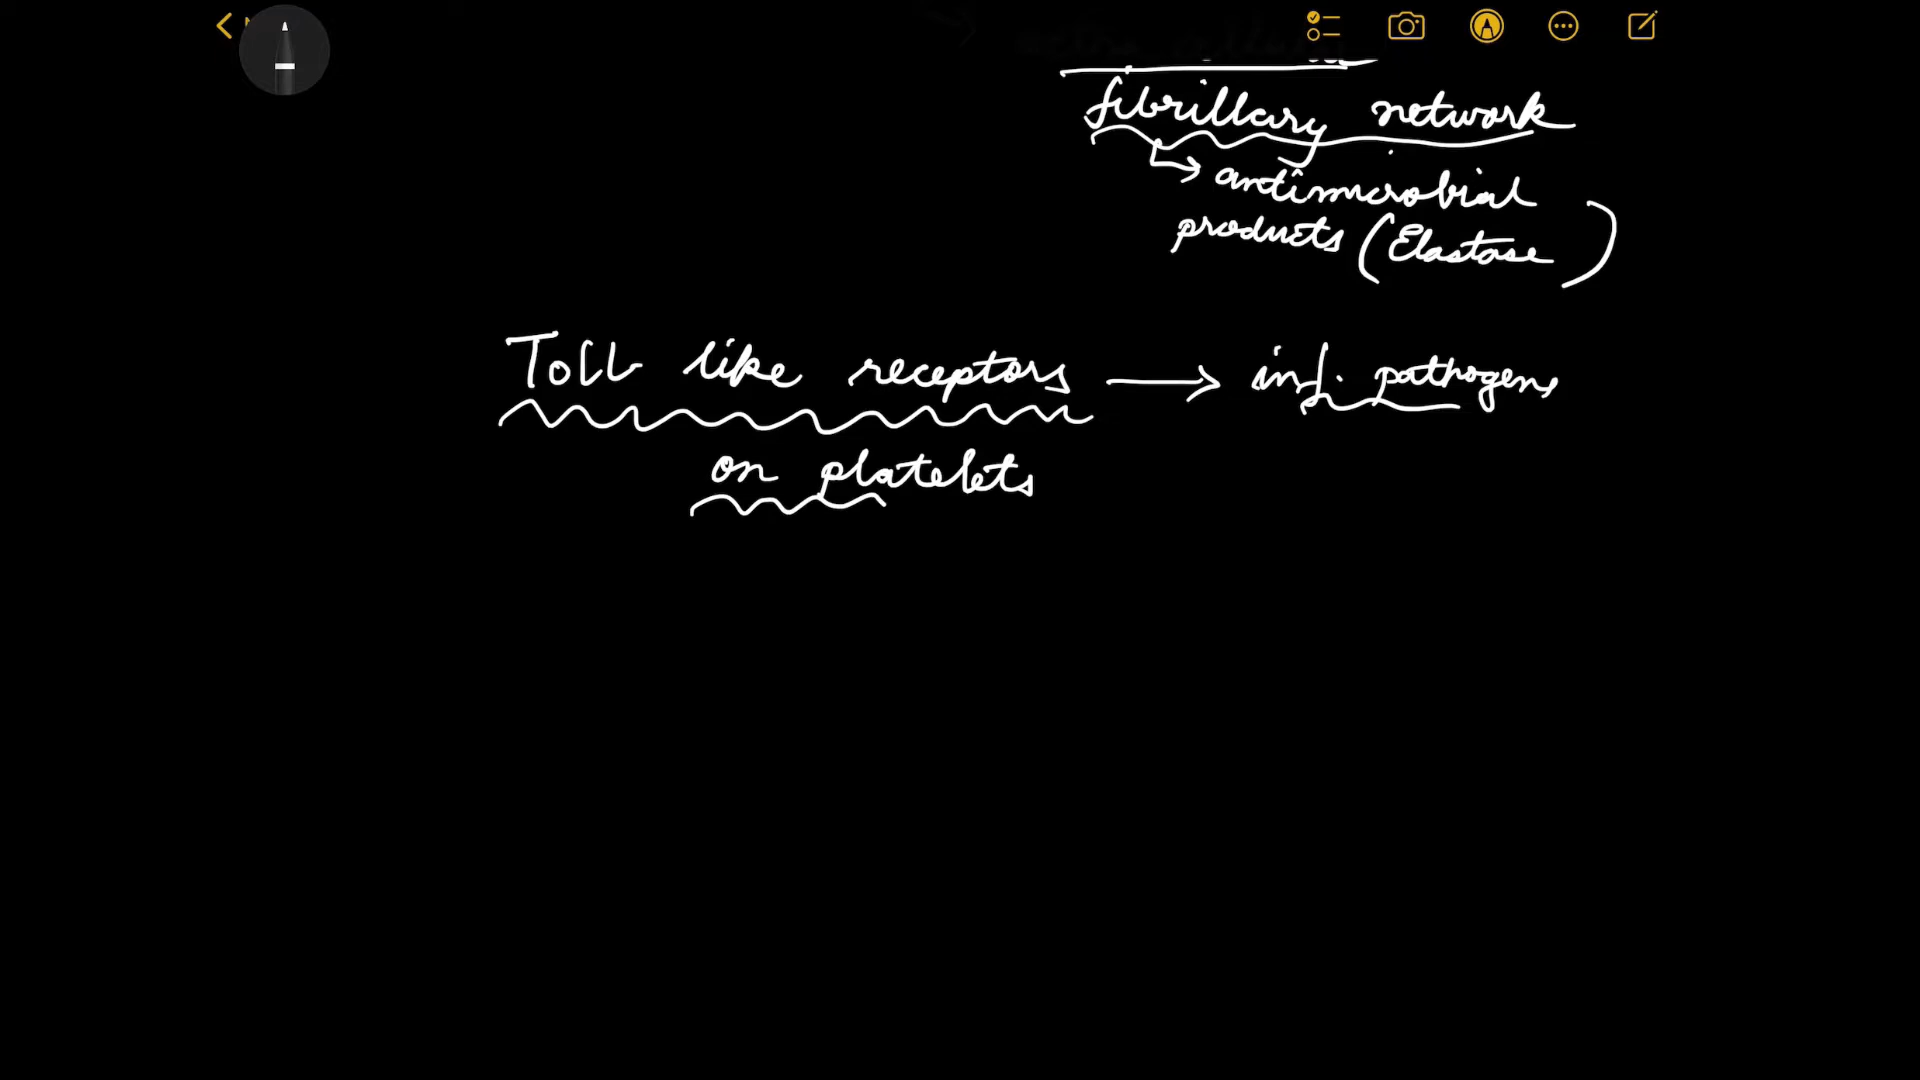 fibrillary network
→ antimicrobial
products (Elastase )
Toll like receptors → inf. pathogens
on platelets